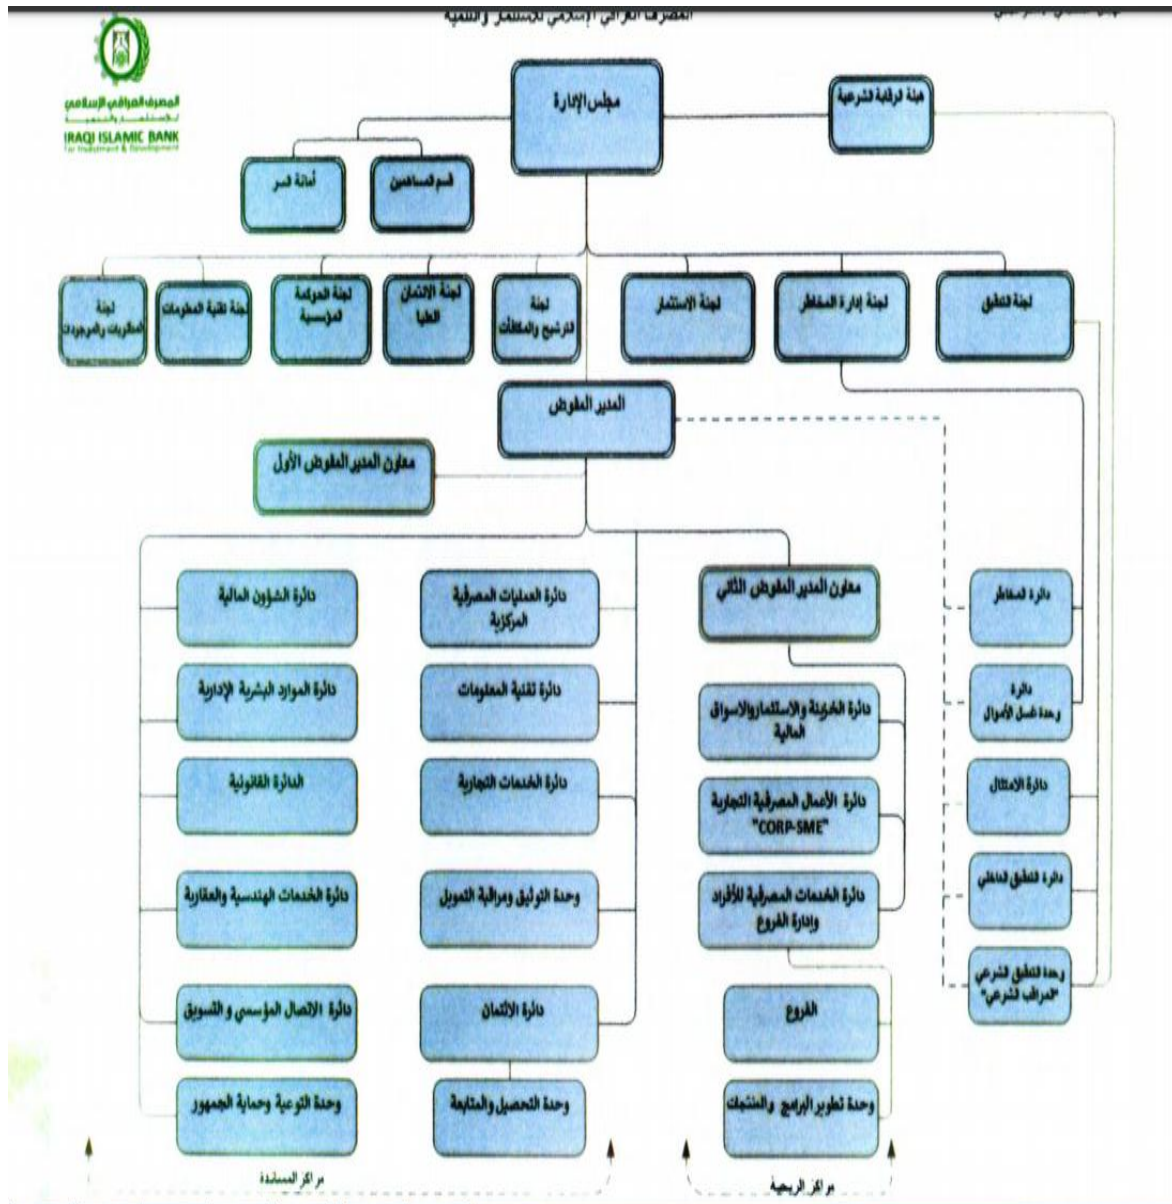 المصرف العراقي الإسلامي للاستثمار والتنمية
المصرف العراقي الإسلامي
للاستثمار والتنمية
IRAQI ISLAMIC BANK
For Investment & Development
مجلس الإدارة
هيئة الرقابة الشرعية
أمانة السر
قسم المساهمين
لجنة التدقيق
لجنة إدارة المخاطر
لجنة الاستثمار
لجنة
الترشيح والمكافآت
لجنة الائتمان
العليا
لجنة الحوكمة
المؤسسية
لجنة تقنية المعلومات
لجنة
المطلوبات والموجودات
المدير المفوض
معاون المدير المفوض الأول
معاون المدير المفوض الثاني
دائرة المخاطر
دائرة
وحدة غسل الأموال
دائرة الامتثال
دائرة التدقيق الداخلي
وحدة التدقيق الشرعي
"المراقب الشرعي"
دائرة الخزينة والاستثمار والاسواق
المالية
دائرة الأعمال المصرفية التجارية
"CORP-SME"
دائرة الخدمات المصرفية للأفراد
وإدارة الفروع
الفروع
وحدة تطوير البرامج والمنتجات
دائرة العمليات المصرفية
المركزية
دائرة تقنية المعلومات
دائرة الخدمات التجارية
وحدة التوثيق ومراقبة التمويل
دائرة الائتمان
وحدة التحصيل والمتابعة
دائرة الشؤون المالية
دائرة الموارد البشرية الإدارية
الدائرة القانونية
دائرة الخدمات الهندسية والعقارية
دائرة الاتصال المؤسسي و التسويق
وحدة التوعية وحماية الجمهور
مراكز الربحية
مراكز المساندة